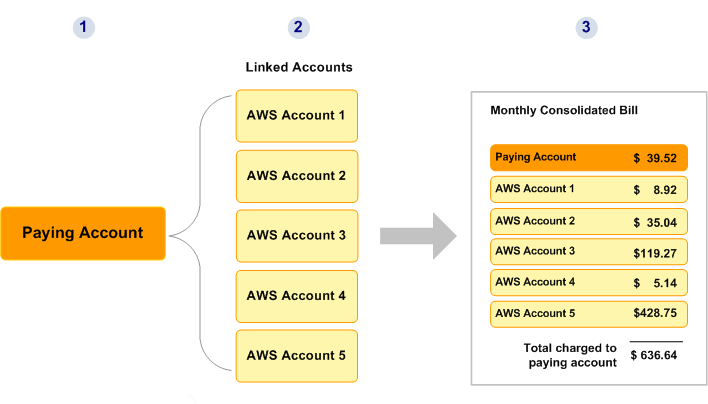 1
2
3
Linked Accounts
Paying Account
AWS Account 1
AWS Account 2
AWS Account 3
AWS Account 4
AWS Account 5
Monthly Consolidated Bill
Paying Account $ 39.52
AWS Account 1 $ 8.92
AWS Account 2 $ 35.04
AWS Account 3 $119.27
AWS Account 4 $ 5.14
AWS Account 5 $428.75
Total charged to
paying account $ 636.64